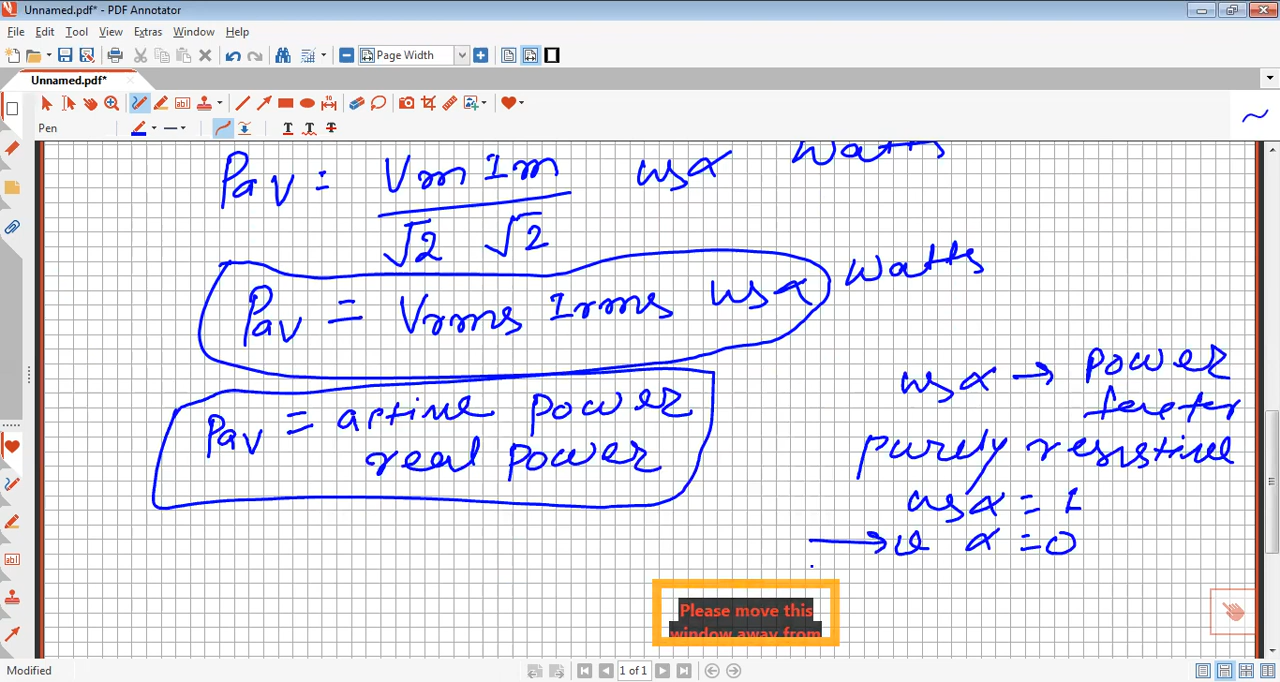 Unnamed.pdf* - PDF Annotator
File Edit Tool View Extras Window Help
Page Width
Unnamed.pdf*
Pen
Pav = Vm Im / √2 √2 cos α Watts
Pav = Vrms Irms cos α Watts
Pav = active power
real power
cos α → power
factor
purely resistive
cos α = 1
→ α = 0
Please move this
window away from
Modified
1 of 1